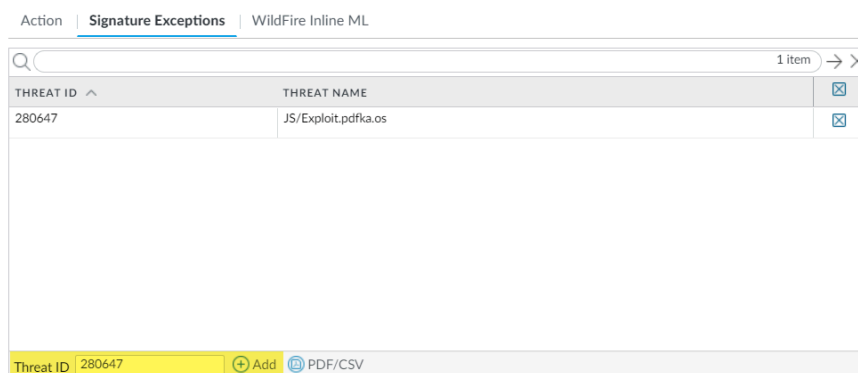 Action Signature Exceptions WildFire Inline ML
1 item
THREAT ID THREAT NAME
280647 JS/Exploit.pdfka.os
Threat ID 280647 Add PDF/CSV